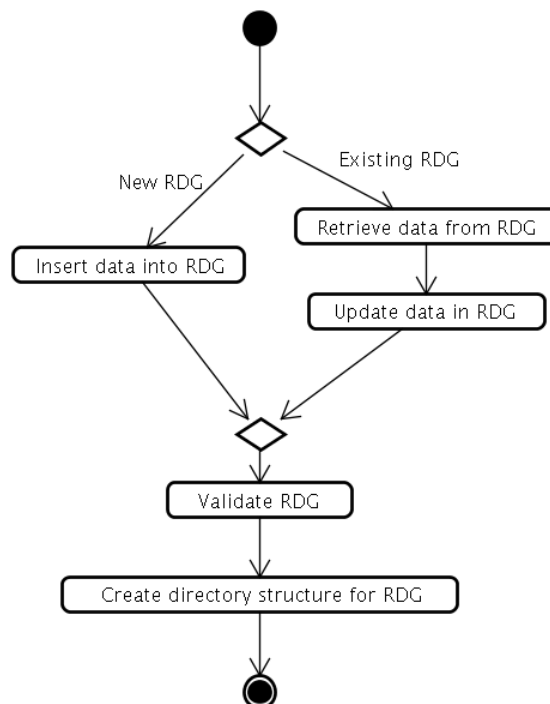 Existing RDG
New RDG
Retrieve data from RDG
Insert data into RDG
Update data in RDG
Validate RDG
Create directory structure for RDG